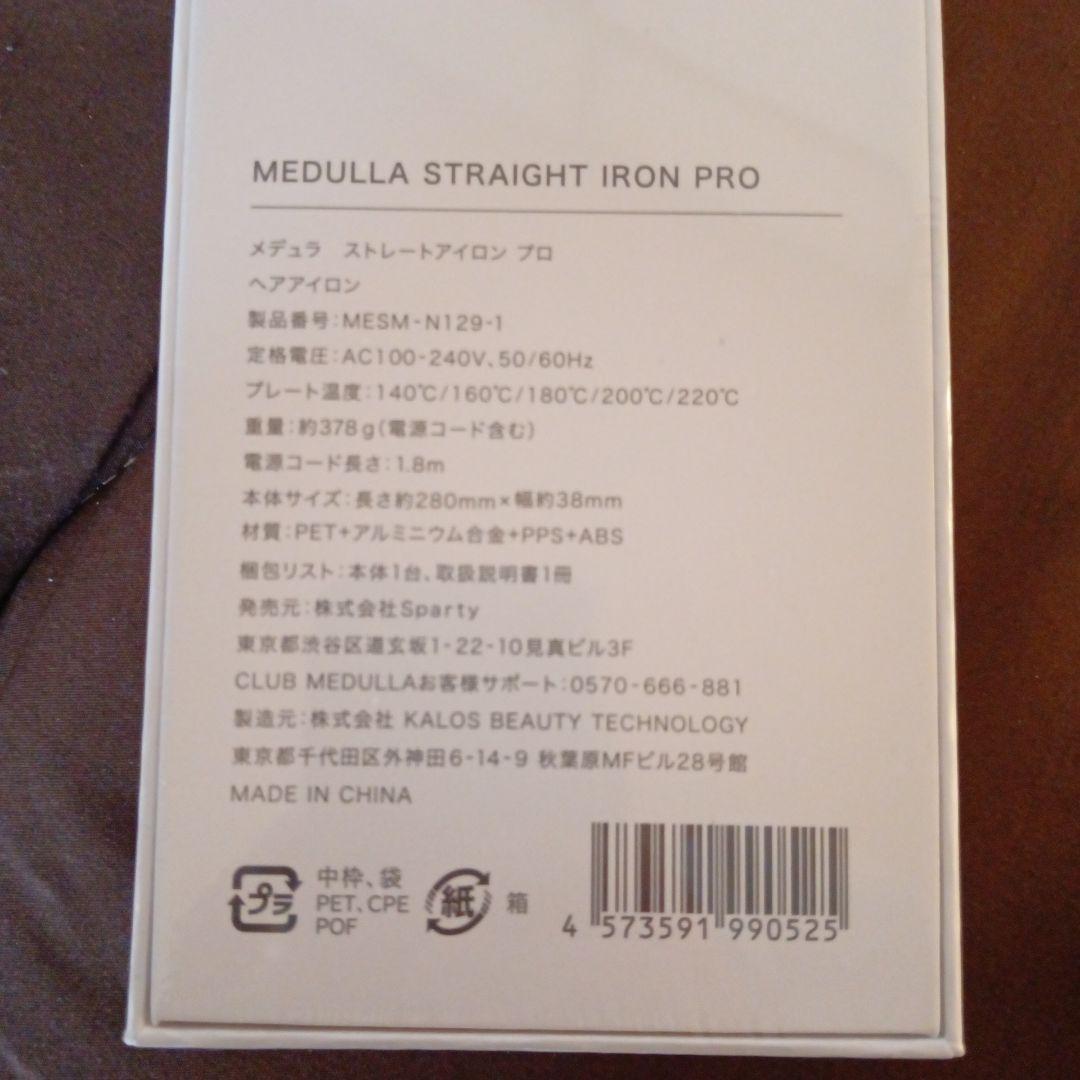 MEDULLA STRAIGHT IRON PRO
メデュラ　ストレートアイロン プロ
ヘアアイロン
製品番号：MESM-N129-1
定格電圧：AC100-240V、50/60Hz
プレート温度：140℃/160℃/180℃/200℃/220℃
重量：約378g（電源コード含む）
電源コード長さ：1.8m
本体サイズ：長さ約280mm×幅約38mm
材質：PET+アルミニウム合金+PPS+ABS
梱包リスト：本体1台、取扱説明書1冊
発売元：株式会社Sparty
東京都渋谷区道玄坂1-22-10見真ビル3F
CLUB MEDULLAお客様サポート：0570-666-881
製造元：株式会社 KALOS BEAUTY TECHNOLOGY
東京都千代田区外神田6-14-9 秋葉原MFビル28号館
MADE IN CHINA
プラ
中枠、袋
PET、CPE
POF
紙
箱
4 573591 990525